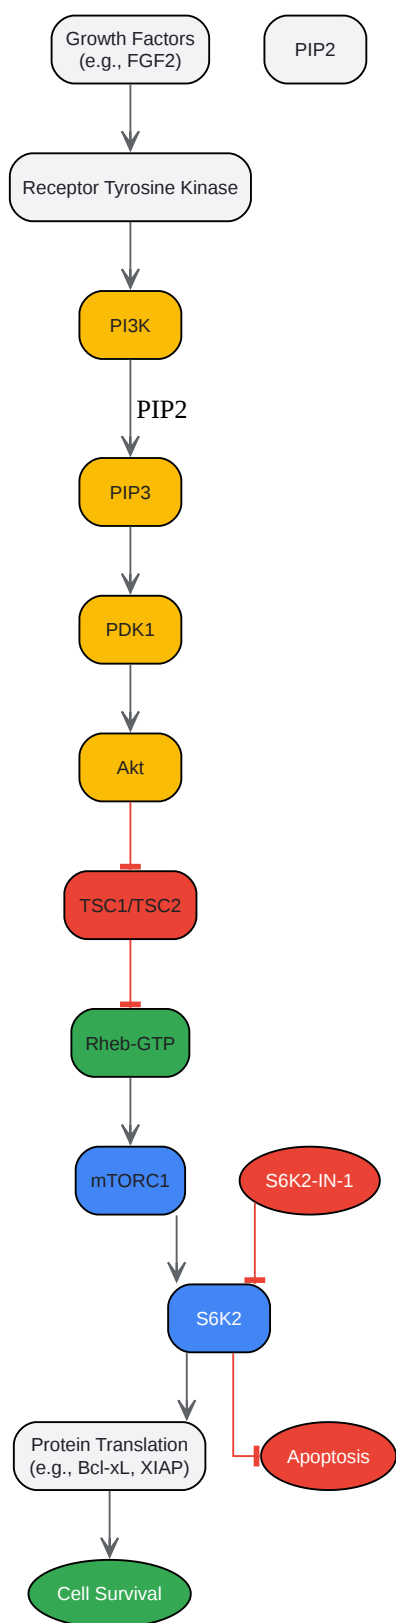 Growth Factors
(e.g., FGF2)
PIP2
Receptor Tyrosine Kinase
PI3K
PIP2
PIP3
PDK1
Akt
TSC1/TSC2
Rheb-GTP
mTORC1
S6K2-IN-1
S6K2
Protein Translation
(e.g., Bcl-xL, XIAP)
Apoptosis
Cell Survival